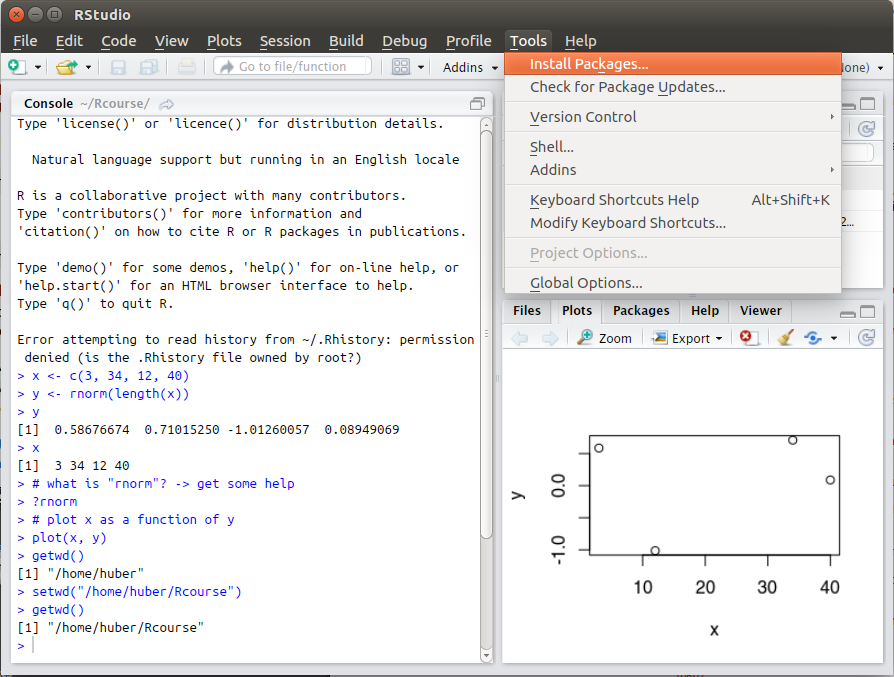 RStudio
File Edit Code View Plots Session Build Debug Profile Tools Help
Go to file/function Addins
Install Packages...
Check for Package Updates...
Version Control
Shell...
Addins
Keyboard Shortcuts Help Alt+Shift+K
Modify Keyboard Shortcuts...
Project Options...
Global Options...
Console ~/Rcourse/
Type 'license()' or 'licence()' for distribution details.
Natural language support but running in an English locale
R is a collaborative project with many contributors.
Type 'contributors()' for more information and
'citation()' on how to cite R or R packages in publications.
Type 'demo()' for some demos, 'help()' for on-line help, or
'help.start()' for an HTML browser interface to help.
Type 'q()' to quit R.
Error attempting to read history from ~/.Rhistory: permission
denied (is the .Rhistory file owned by root?)
> x <- c(3, 34, 12, 40)
> y <- rnorm(length(x))
> y
[1]  0.58676674  0.71015250 -1.01260057  0.08949069
> x
[1]  3 34 12 40
> # what is "rnorm"? -> get some help
> ?rnorm
> # plot x as a function of y
> plot(x, y)
> getwd()
[1] "/home/huber"
> setwd("/home/huber/Rcourse")
> getwd()
[1] "/home/huber/Rcourse"
>
Files Plots Packages Help Viewer
Zoom Export
y
0.0
-1.0
10 20 30 40
x